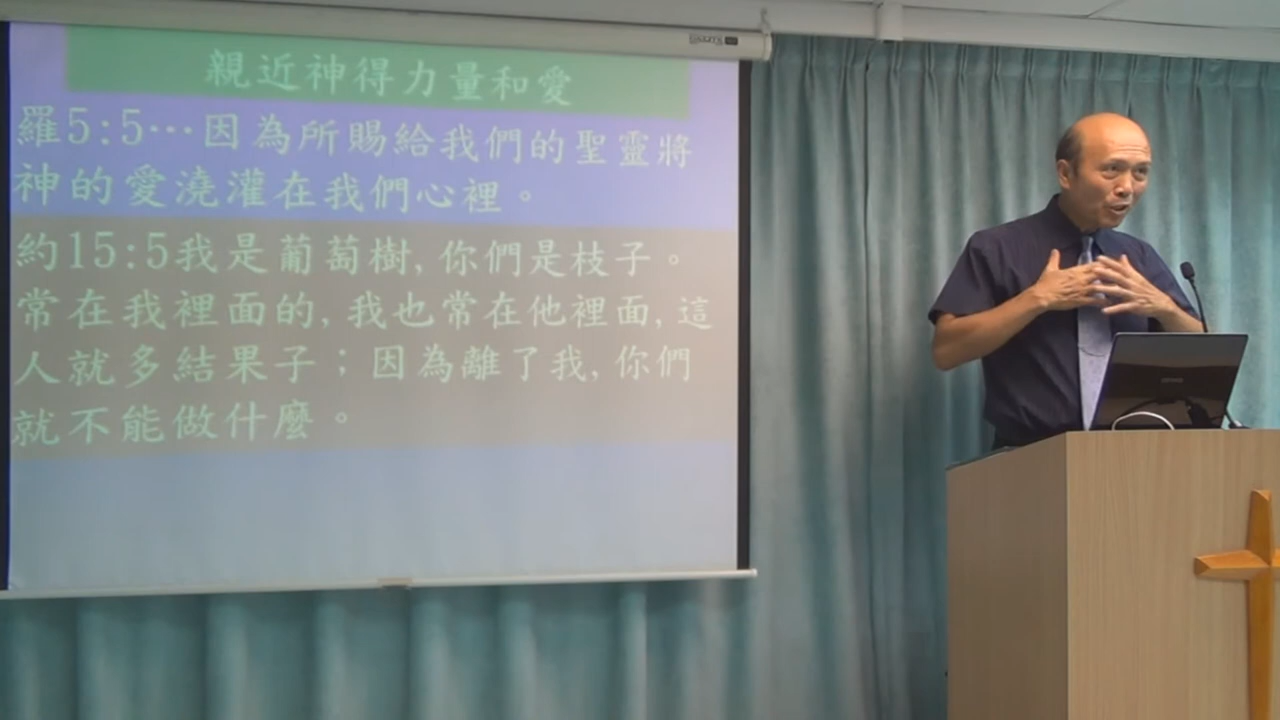 親近神得力量和愛
羅5:5…因為所賜給我們的聖靈將
神的愛澆灌在我們心裡。
約15:5我是葡萄樹,你們是枝子。
常在我裡面的,我也常在他裡面,這
人就多結果子；因為離了我,你們
就不能做什麼。